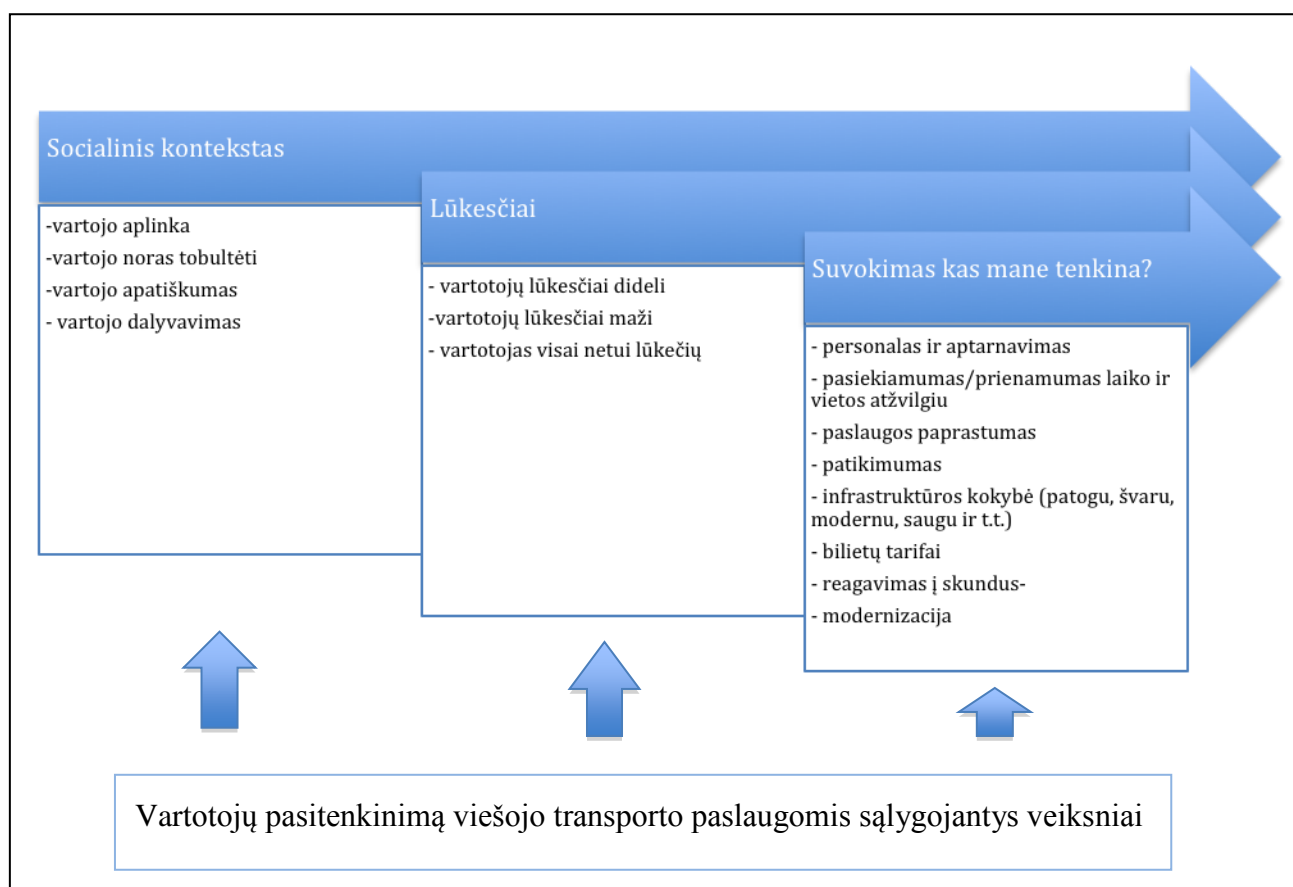 Socialinis kontekstas
-vartojo aplinka
-vartojo noras tobultėti
-vartojo apatiškumas
- vartojo dalyvavimas
Lūkesčiai
- vartotojų lūkesčiai dideli
-vartotojų lūkesčiai maži
- vartotojas visai netui lūkečių
Suvokimas kas mane tenkina?
- personalas ir aptarnavimas
- pasiekiamumas/prienamumas laiko ir
vietos atžvilgiu
- paslaugos paprastumas
- patikimumas
- infrastruktūros kokybė (patogu, švaru,
modernu, saugu ir t.t.)
- bilietų tarifai
- reagavimas į skundus-
- modernizacija
Vartotojų pasitenkinimą viešojo transporto paslaugomis sąlygojantys veiksniai